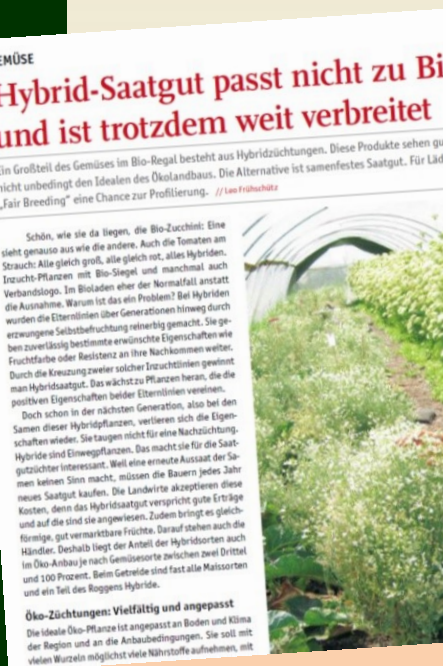 EMÜSE
Hybrid-Saatgut passt nicht zu Bi
und ist trotzdem weit verbreitet
Ein Großteil des Gemüses im Bio-Regal besteht aus Hybridzüchtungen. Diese Produkte sehen gu
nicht unbedingt den Idealen des Ökolandbaus. Die Alternative ist samenfestes Saatgut. Für Läd
„Fair Breeding“ eine Chance zur Profilierung. // Leo Frühschütz
Schön, wie sie da liegen, die Bio-Zucchini: Eine
sieht genauso aus wie die andere. Auch die Tomaten am
Strauch: Alle gleich groß, alle gleich rot, alles Hybriden.
Inzucht-Pflanzen mit Bio-Siegel und manchmal auch
Verbandslogo. Im Bioladen eher der Normalfall anstatt
die Ausnahme. Warum ist das ein Problem? Bei Hybriden
wurden die Elternlinien über Generationen hinweg durch
erzwungene Selbstbefruchtung reinerbig gemacht. Sie ge-
ben zuverlässig bestimmte erwünschte Eigenschaften wie
Fruchtfarbe oder Resistenz an ihre Nachkommen weiter.
Durch die Kreuzung zweier solcher Inzuchtlinien gewinnt
man Hybridsaatgut. Das wächst zu Pflanzen heran, die die
positiven Eigenschaften beider Elternlinien vereinen.
Doch schon in der nächsten Generation, also bei den
Samen dieser Hybridpflanzen, verlieren sich die Eigen-
schaften wieder. Sie taugen nicht für eine Nachzüchtung.
Hybride sind Einwegpflanzen. Das macht sie für die Saat-
gutzüchter interessant. Weil eine erneute Aussaat der Sa-
men keinen Sinn macht, müssen die Bauern jedes Jahr
neues Saatgut kaufen. Die Landwirte akzeptieren diese
Kosten, denn das Hybridsaatgut verspricht gute Erträge
und auf die sind sie angewiesen. Zudem bringt es gleich-
förmige, gut vermarktbare Früchte. Darauf stehen auch die
Händler. Deshalb liegt der Anteil der Hybridsorten auch
im Öko-Anbau je nach Gemüsesorte zwischen zwei Drittel
und 100 Prozent. Beim Getreide sind fast alle Maissorten
und ein Teil des Roggens Hybride.
Öko-Züchtungen: Vielfältig und angepasst
Die ideale Öko-Pflanze ist angepasst an Boden und Klima
der Region und an die Anbaubedingungen. Sie soll mit
vielen Wurzeln möglichst viele Nährstoffe aufnehmen, mit